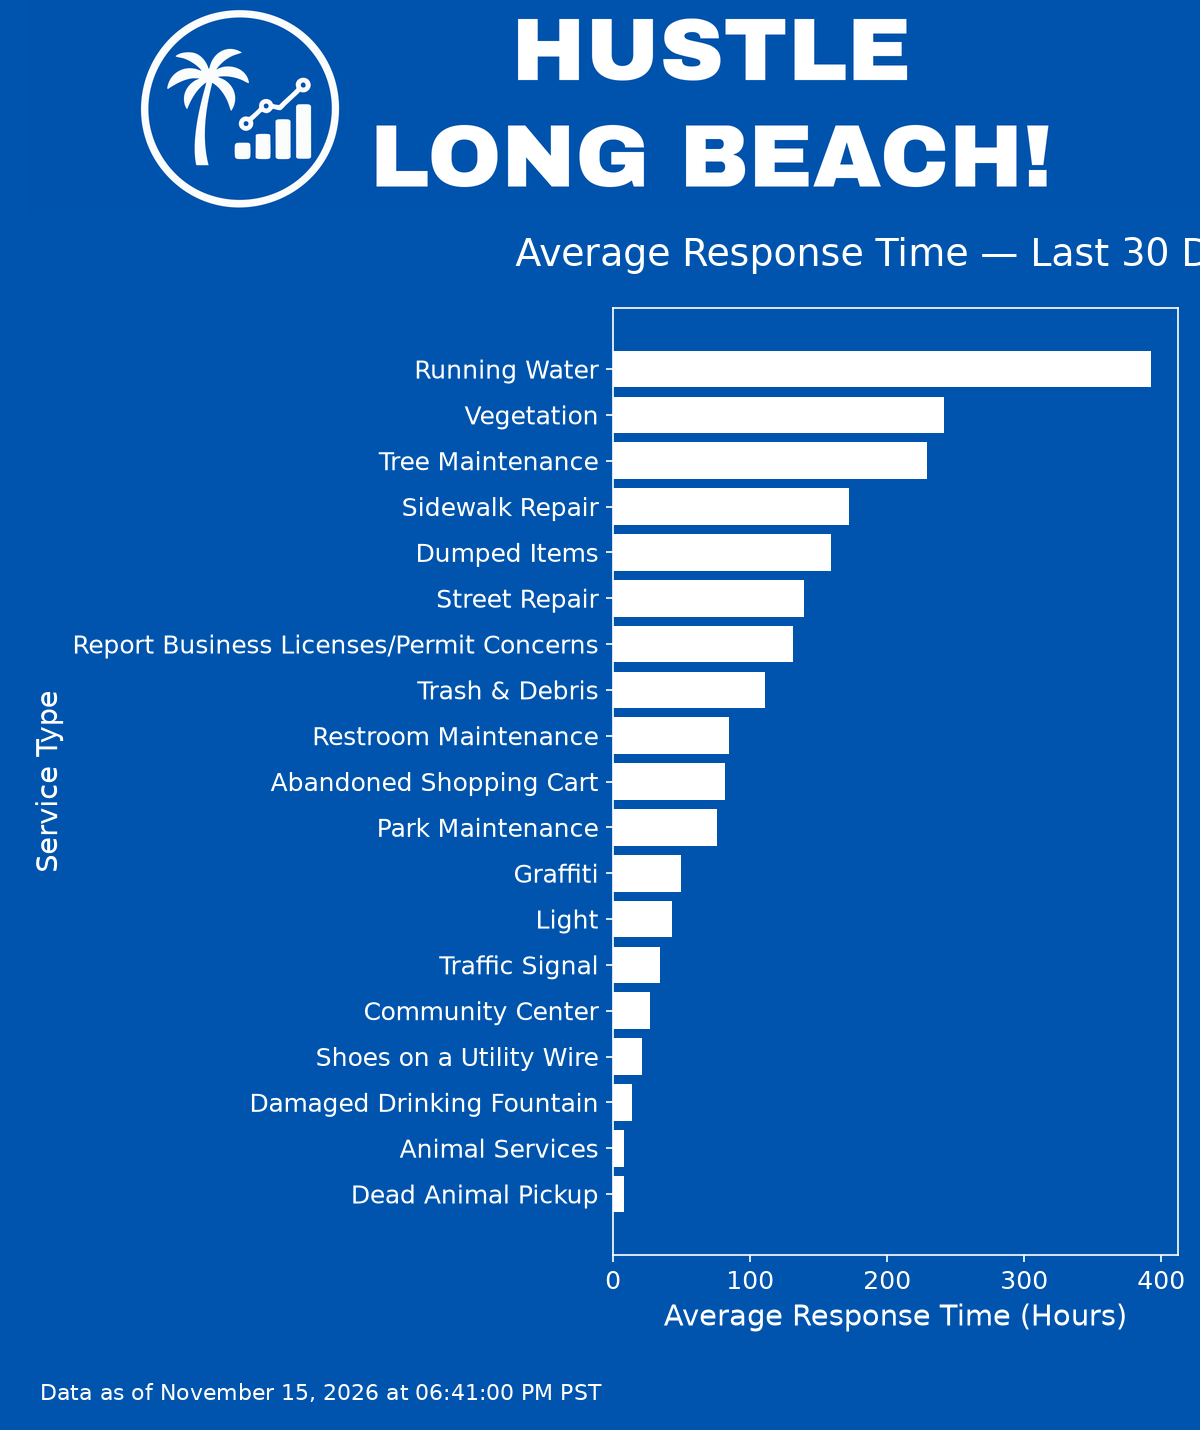 HUSTLE
LONG BEACH!
Average Response Time — Last 30 D
Running Water
Vegetation
Tree Maintenance
Sidewalk Repair
Dumped Items
Street Repair
Report Business Licenses/Permit Concerns
Trash & Debris
Restroom Maintenance
Abandoned Shopping Cart
Park Maintenance
Graffiti
Light
Traffic Signal
Community Center
Shoes on a Utility Wire
Damaged Drinking Fountain
Animal Services
Dead Animal Pickup
Service Type
0 100 200 300 400
Average Response Time (Hours)
Data as of November 15, 2026 at 06:41:00 PM PST